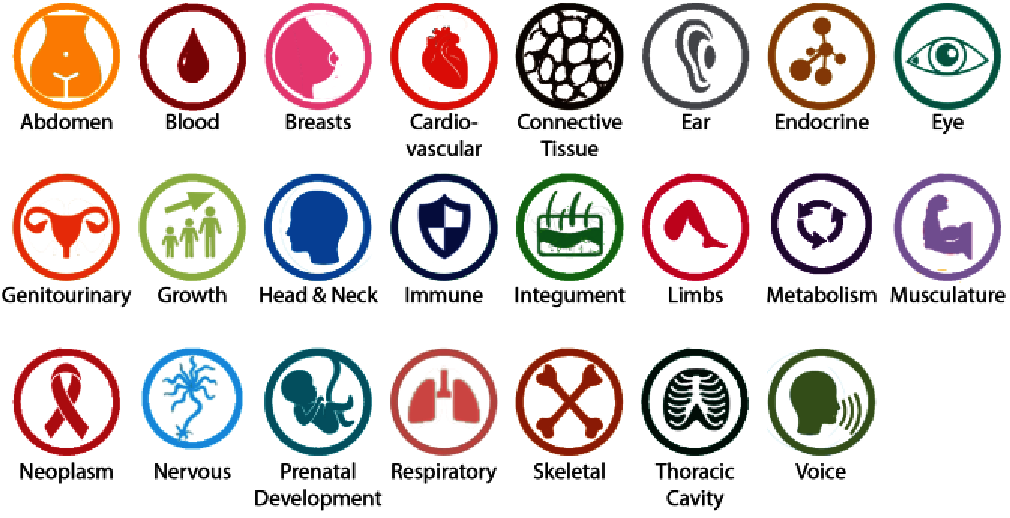 Abdomen
Blood
Breasts
Cardio-
vascular
Connective
Tissue
Ear
Endocrine
Eye
Genitourinary
Growth
Head & Neck
Immune
Integument
Limbs
Metabolism
Musculature
Neoplasm
Nervous
Prenatal
Development
Respiratory
Skeletal
Thoracic
Cavity
Voice